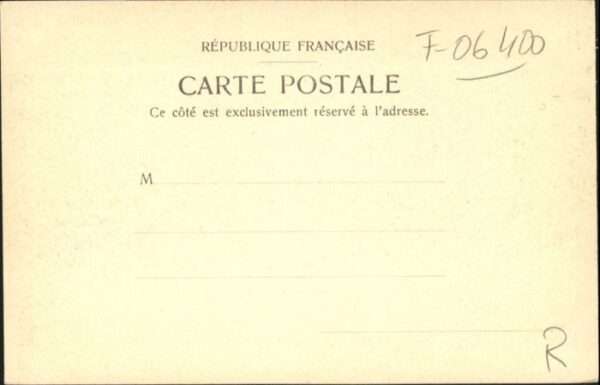 RÉPUBLIQUE FRANÇAISE
F-06400
CARTE POSTALE
Ce côté est exclusivement réservé à l'adresse.
M
R